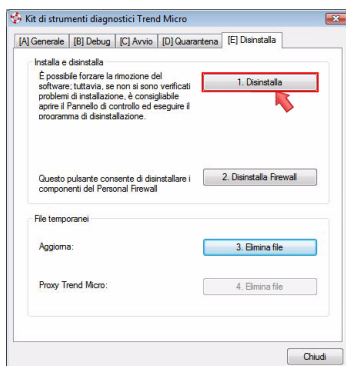 Kit di strumenti diagnostici Trend Micro
[A] Generale [B] Debug [C] Avvio [D] Quarantena [E] Disinstalla
Installa e disinstalla
È possibile forzare la rimozione del
software; tuttavia, se non si sono verificati
problemi di installazione, è consigliabile
aprire il Pannello di controllo ed eseguire il
programma di disinstallazione.
1. Disinstalla
Questo pulsante consente di disinstallare i
componenti del Personal Firewall
2. Disinstalla Firewall
File temporanei
Aggiorna:
3. Elimina file
Proxy Trend Micro:
4. Elimina file
Chiudi